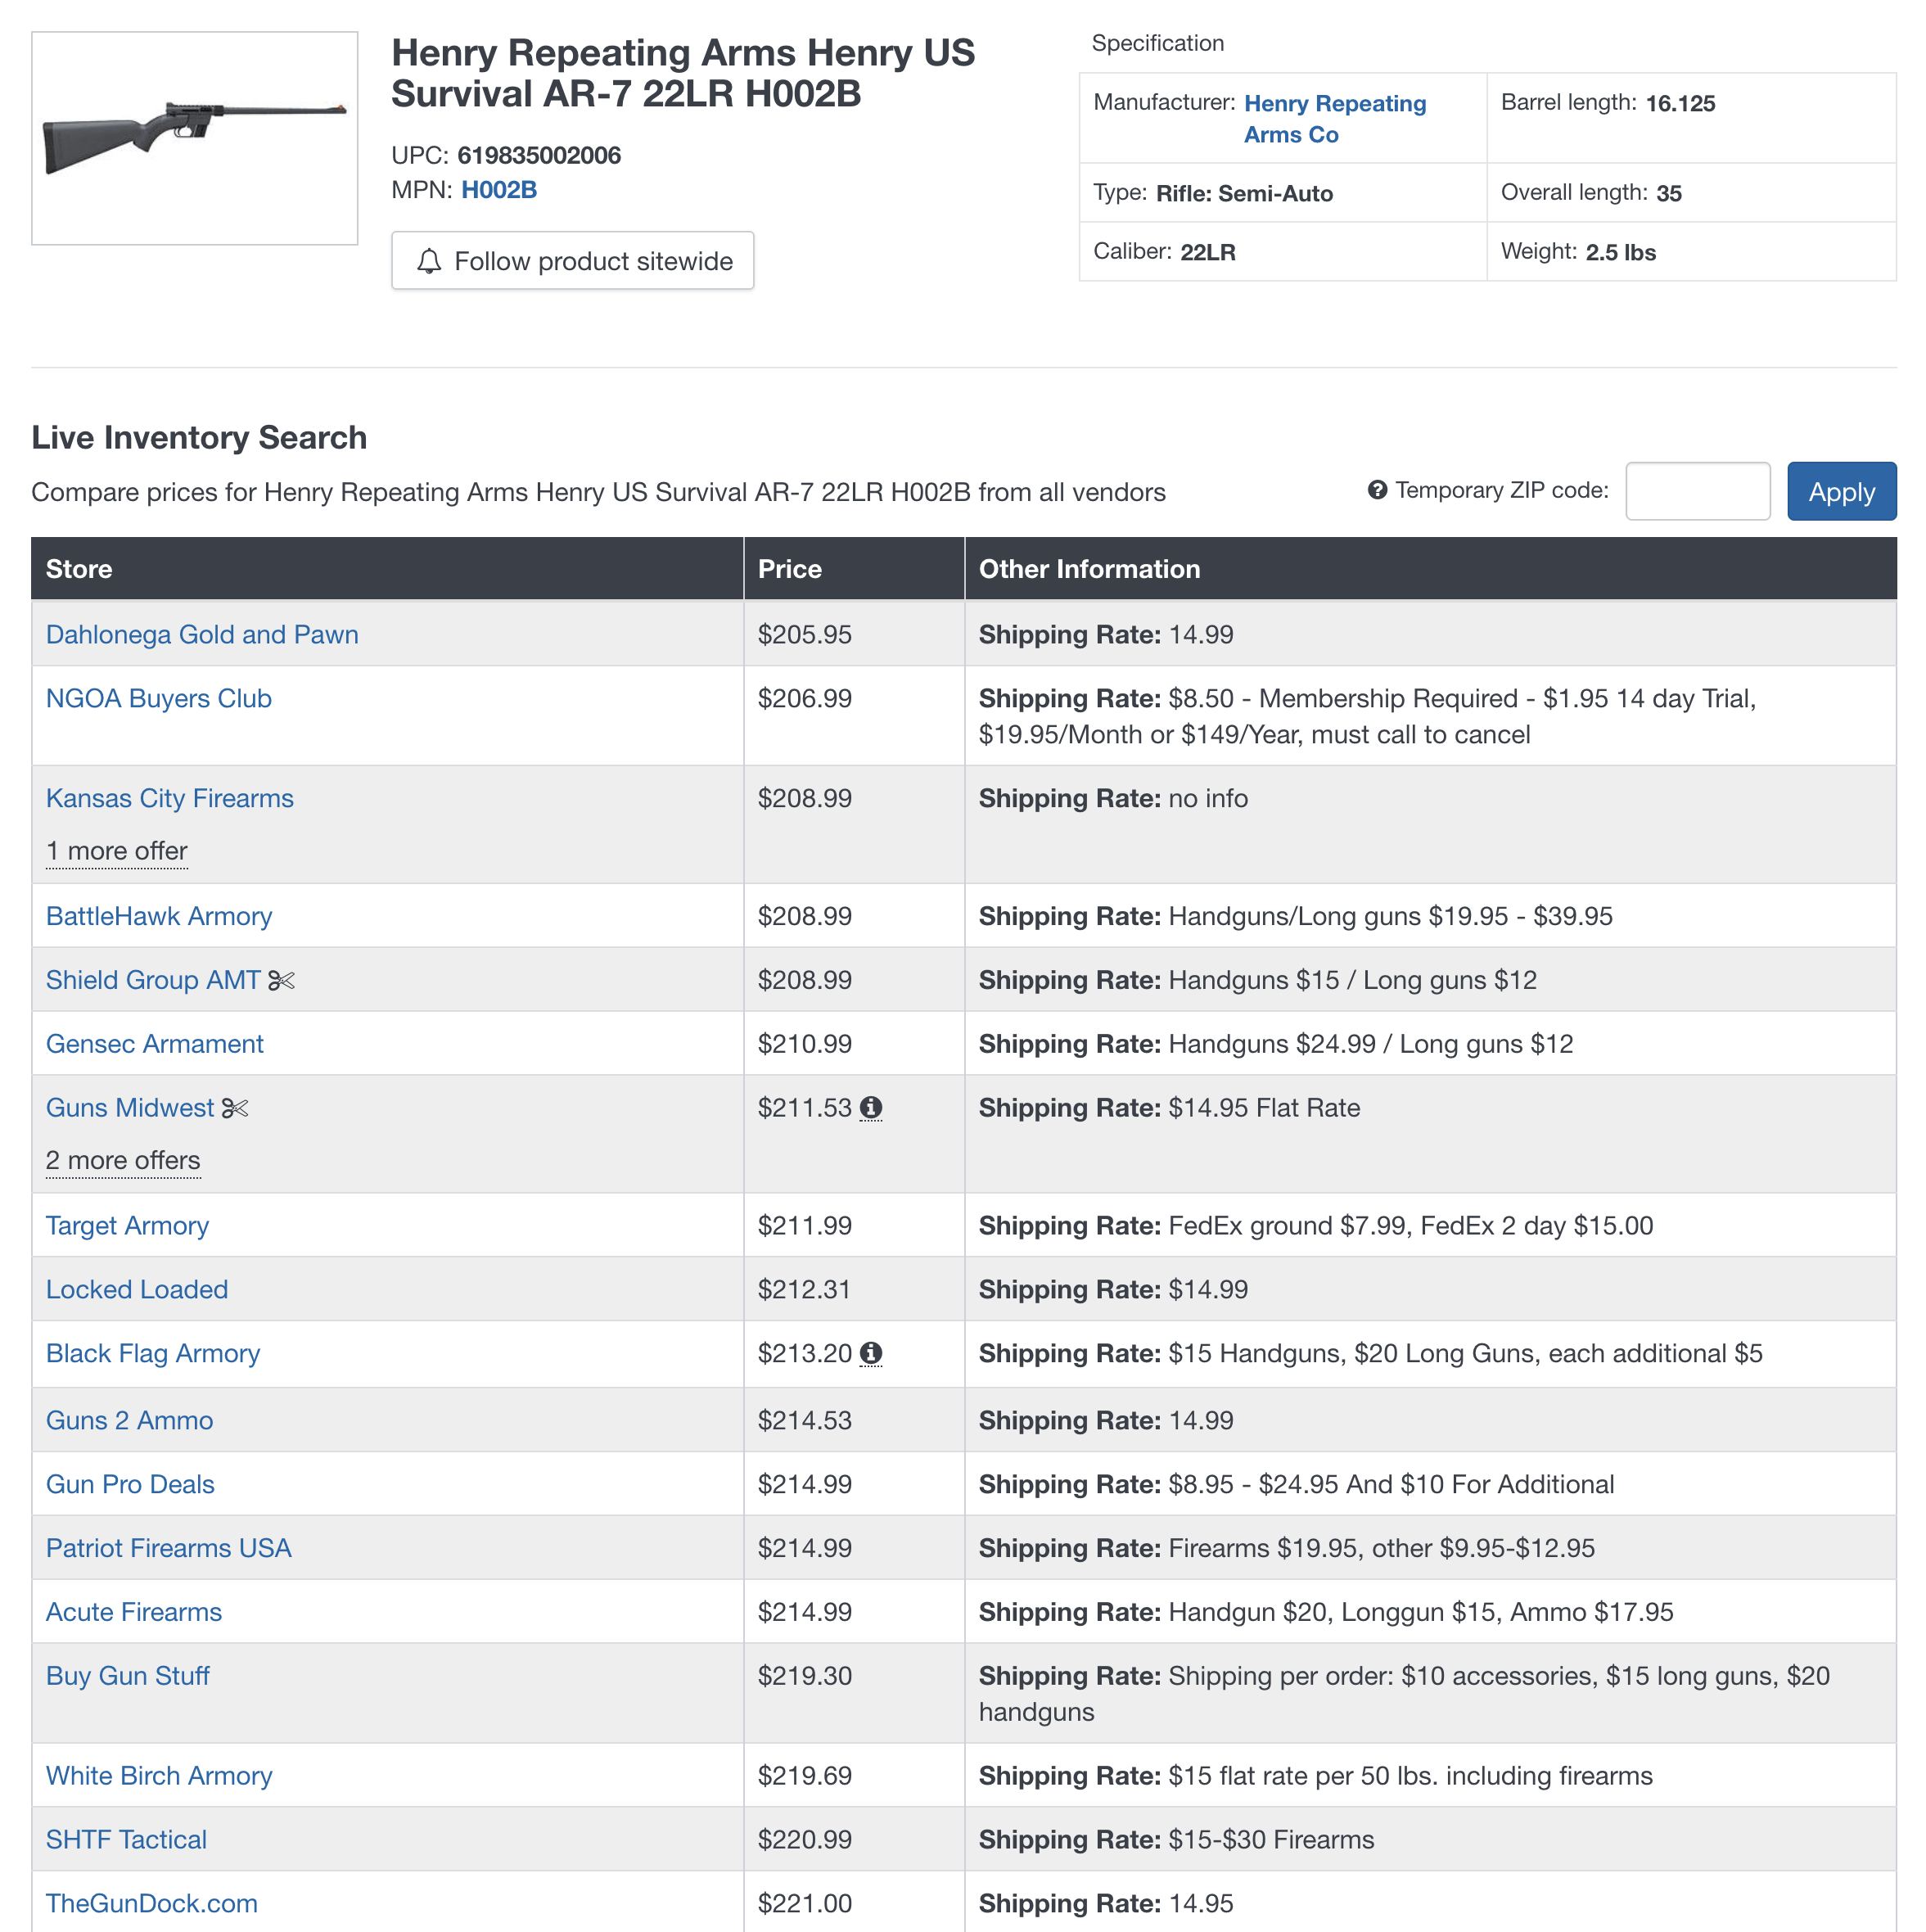 Henry Repeating Arms Henry US
Survival AR-7 22LR H002B
UPC: 619835002006
MPN: H002B
Follow product sitewide
Specification
Manufacturer: Henry Repeating
Arms Co
Barrel length: 16.125
Type: Rifle: Semi-Auto
Overall length: 35
Caliber: 22LR
Weight: 2.5 lbs
Live Inventory Search
Compare prices for Henry Repeating Arms Henry US Survival AR-7 22LR H002B from all vendors
Temporary ZIP code:
Apply
Store Price Other Information
Dahlonega Gold and Pawn $205.95 Shipping Rate: 14.99
NGOA Buyers Club $206.99 Shipping Rate: $8.50 - Membership Required - $1.95 14 day Trial,
$19.95/Month or $149/Year, must call to cancel
Kansas City Firearms $208.99 Shipping Rate: no info
1 more offer
BattleHawk Armory $208.99 Shipping Rate: Handguns/Long guns $19.95 - $39.95
Shield Group AMT $208.99 Shipping Rate: Handguns $15 / Long guns $12
Gensec Armament $210.99 Shipping Rate: Handguns $24.99 / Long guns $12
Guns Midwest $211.53 Shipping Rate: $14.95 Flat Rate
2 more offers
Target Armory $211.99 Shipping Rate: FedEx ground $7.99, FedEx 2 day $15.00
Locked Loaded $212.31 Shipping Rate: $14.99
Black Flag Armory $213.20 Shipping Rate: $15 Handguns, $20 Long Guns, each additional $5
Guns 2 Ammo $214.53 Shipping Rate: 14.99
Gun Pro Deals $214.99 Shipping Rate: $8.95 - $24.95 And $10 For Additional
Patriot Firearms USA $214.99 Shipping Rate: Firearms $19.95, other $9.95-$12.95
Acute Firearms $214.99 Shipping Rate: Handgun $20, Longgun $15, Ammo $17.95
Buy Gun Stuff $219.30 Shipping Rate: Shipping per order: $10 accessories, $15 long guns, $20
handguns
White Birch Armory $219.69 Shipping Rate: $15 flat rate per 50 lbs. including firearms
SHTF Tactical $220.99 Shipping Rate: $15-$30 Firearms
TheGunDock.com $221.00 Shipping Rate: 14.95